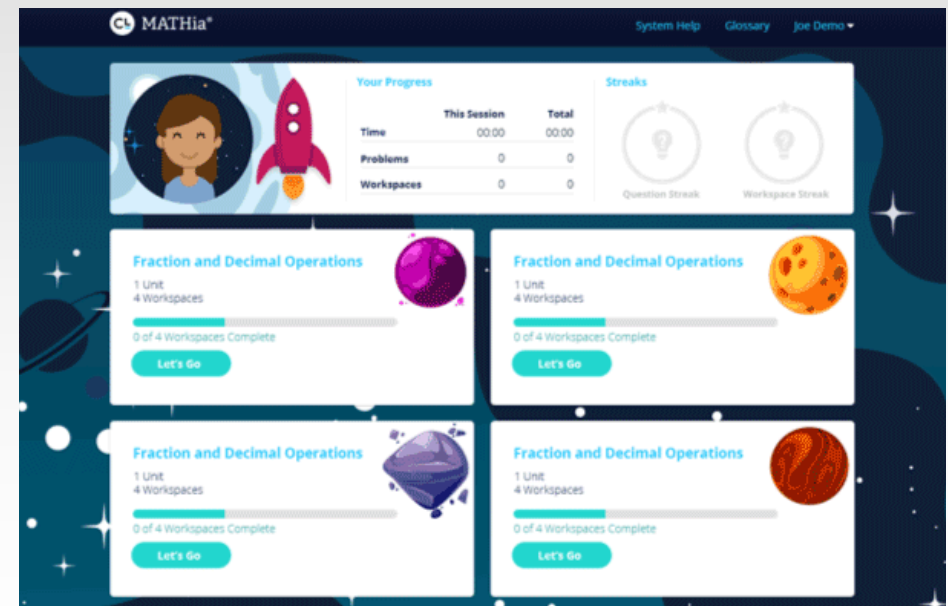 CL MATHia®
System Help Glossary Joe Demo
Your Progress
This Session Total
Time 00:00 00:00
Problems 0 0
Workspaces 0 0
Streaks
? ?
Question Streak Workspace Streak
Fraction and Decimal Operations
1 Unit
4 Workspaces
0 of 4 Workspaces Complete
Let's Go
Fraction and Decimal Operations
1 Unit
4 Workspaces
0 of 4 Workspaces Complete
Let's Go
Fraction and Decimal Operations
1 Unit
4 Workspaces
0 of 4 Workspaces Complete
Let's Go
Fraction and Decimal Operations
1 Unit
4 Workspaces
0 of 4 Workspaces Complete
Let's Go